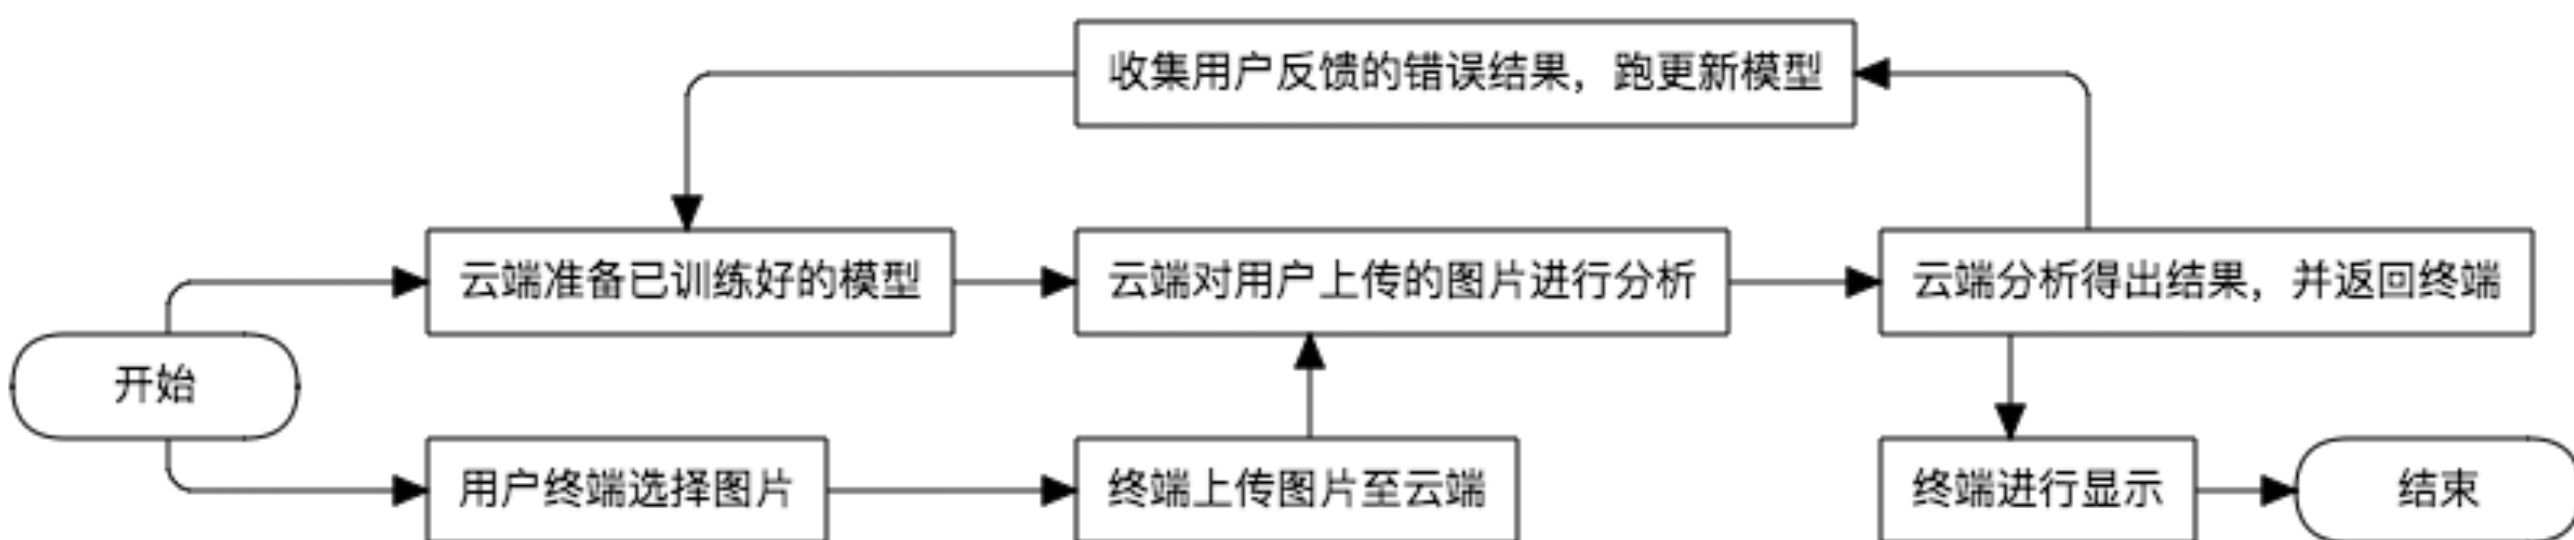 收集用户反馈的错误结果，跑更新模型
云端准备已训练好的模型
云端对用户上传的图片进行分析
云端分析得出结果，并返回终端
开始
用户终端选择图片
终端上传图片至云端
终端进行显示
结束